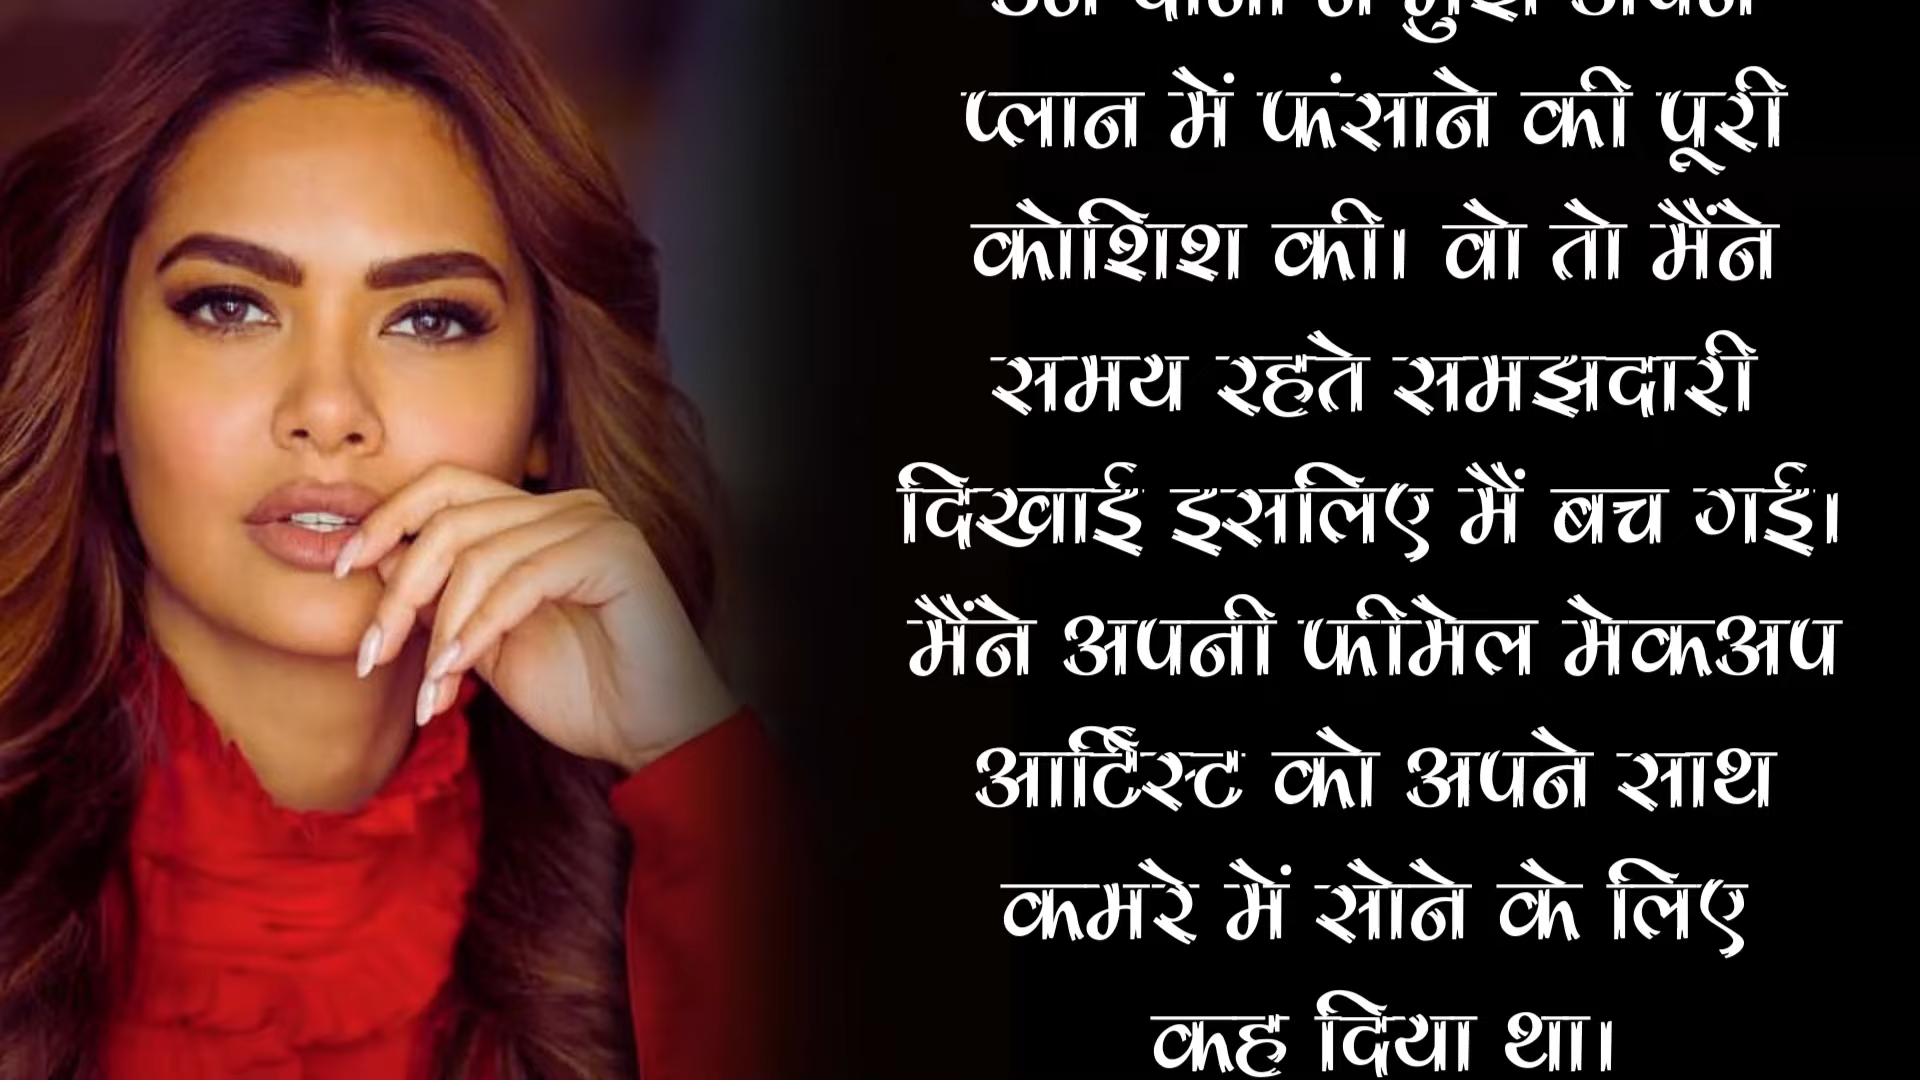 प्लान में फंसाने की पूरी
कोशिश की। वो तो मैंने
समय रहते समझदारी
दिखाई इसलिए मैं बच गई।
मैंने अपनी फीमेल मेकअप
आर्टिस्ट को अपने साथ
कमरे में सोने के लिए
कह दिया था।